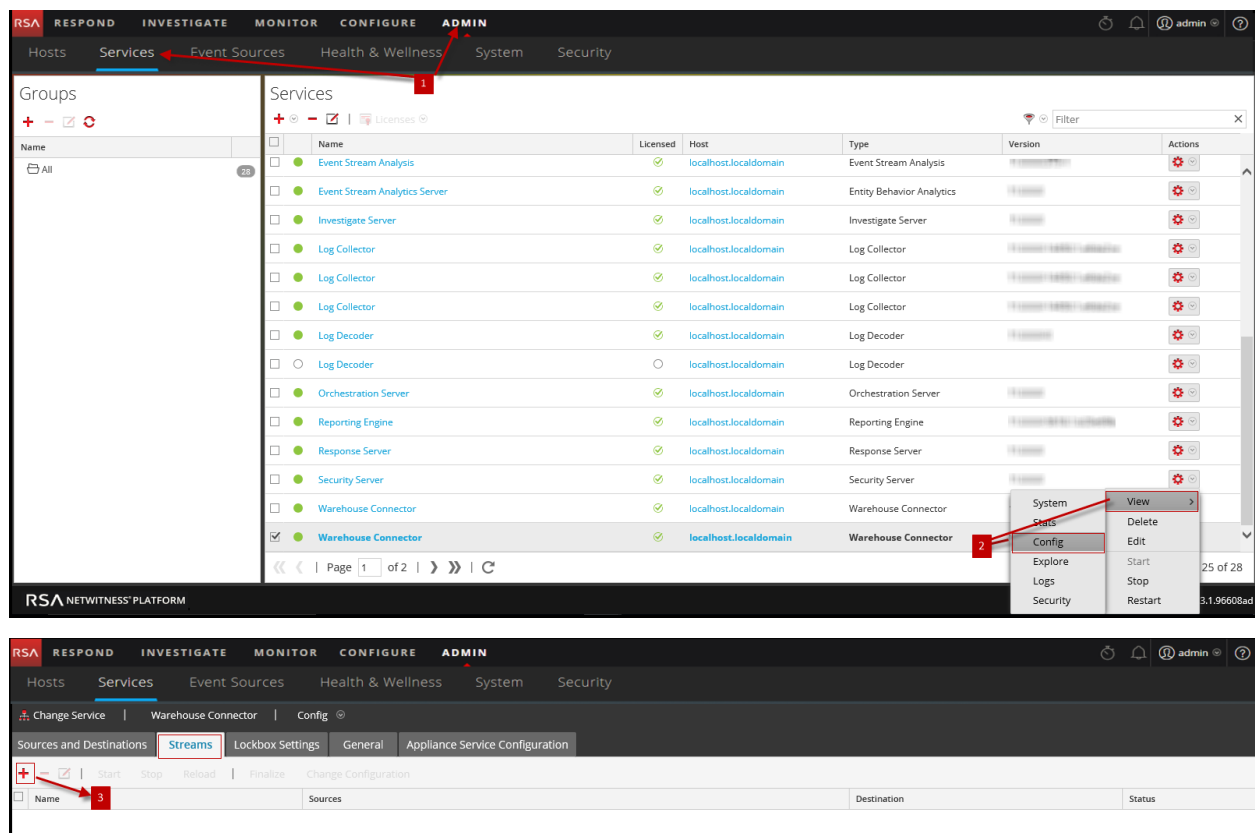 RSA RESPOND INVESTIGATE MONITOR CONFIGURE ADMIN admin ?
Hosts Services Event Sources Health & Wellness System Security
1
Groups
Services
Licenses
Filter X
Name
Name Licensed Host Type Version Actions
All 28
Event Stream Analysis localhost.localdomain Event Stream Analysis
Event Stream Analytics Server localhost.localdomain Entity Behavior Analytics
Investigate Server localhost.localdomain Investigate Server
Log Collector localhost.localdomain Log Collector
Log Collector localhost.localdomain Log Collector
Log Collector localhost.localdomain Log Collector
Log Decoder localhost.localdomain Log Decoder
Log Decoder localhost.localdomain Log Decoder
Orchestration Server localhost.localdomain Orchestration Server
Reporting Engine localhost.localdomain Reporting Engine
Response Server localhost.localdomain Response Server
Security Server localhost.localdomain Security Server
Warehouse Connector localhost.localdomain Warehouse Connector
Warehouse Connector localhost.localdomain Warehouse Connector
System
Stats
Config
Explore
Logs
Security
View >
Delete
Edit
Start
Stop
Restart
2
Page 1 of 2
25 of 28
RSA NETWITNESS® PLATFORM
3.1.96608ad
RSA RESPOND INVESTIGATE MONITOR CONFIGURE ADMIN admin ?
Hosts Services Event Sources Health & Wellness System Security
Change Service | Warehouse Connector | Config
Sources and Destinations Streams Lockbox Settings General Appliance Service Configuration
Start Stop Reload | Finalize Change Configuration
3
Name Sources Destination Status